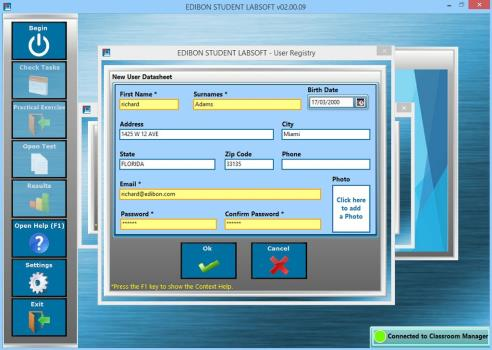 EDIBON STUDENT LABSOFT v02.00.09
Begin
Check Tasks
Practical Exercise
Open Test
Results
Open Help (F1)
Settings
Exit
EDIBON STUDENT LABSOFT - User Registry
New User Datasheet
First Name *
Surnames *
Birth Date
richard
Adams
17/03/2000
Address
City
1425 W 12 AVE
Miami
State
Zip Code
Phone
FLORIDA
33135
Email *
Photo
richard@edibon.com
Click here
to add
a Photo
Password *
Confirm Password *
******
******
Ok
Cancel
*Press the F1 key to show the Context Help.
Connected to Classroom Manager